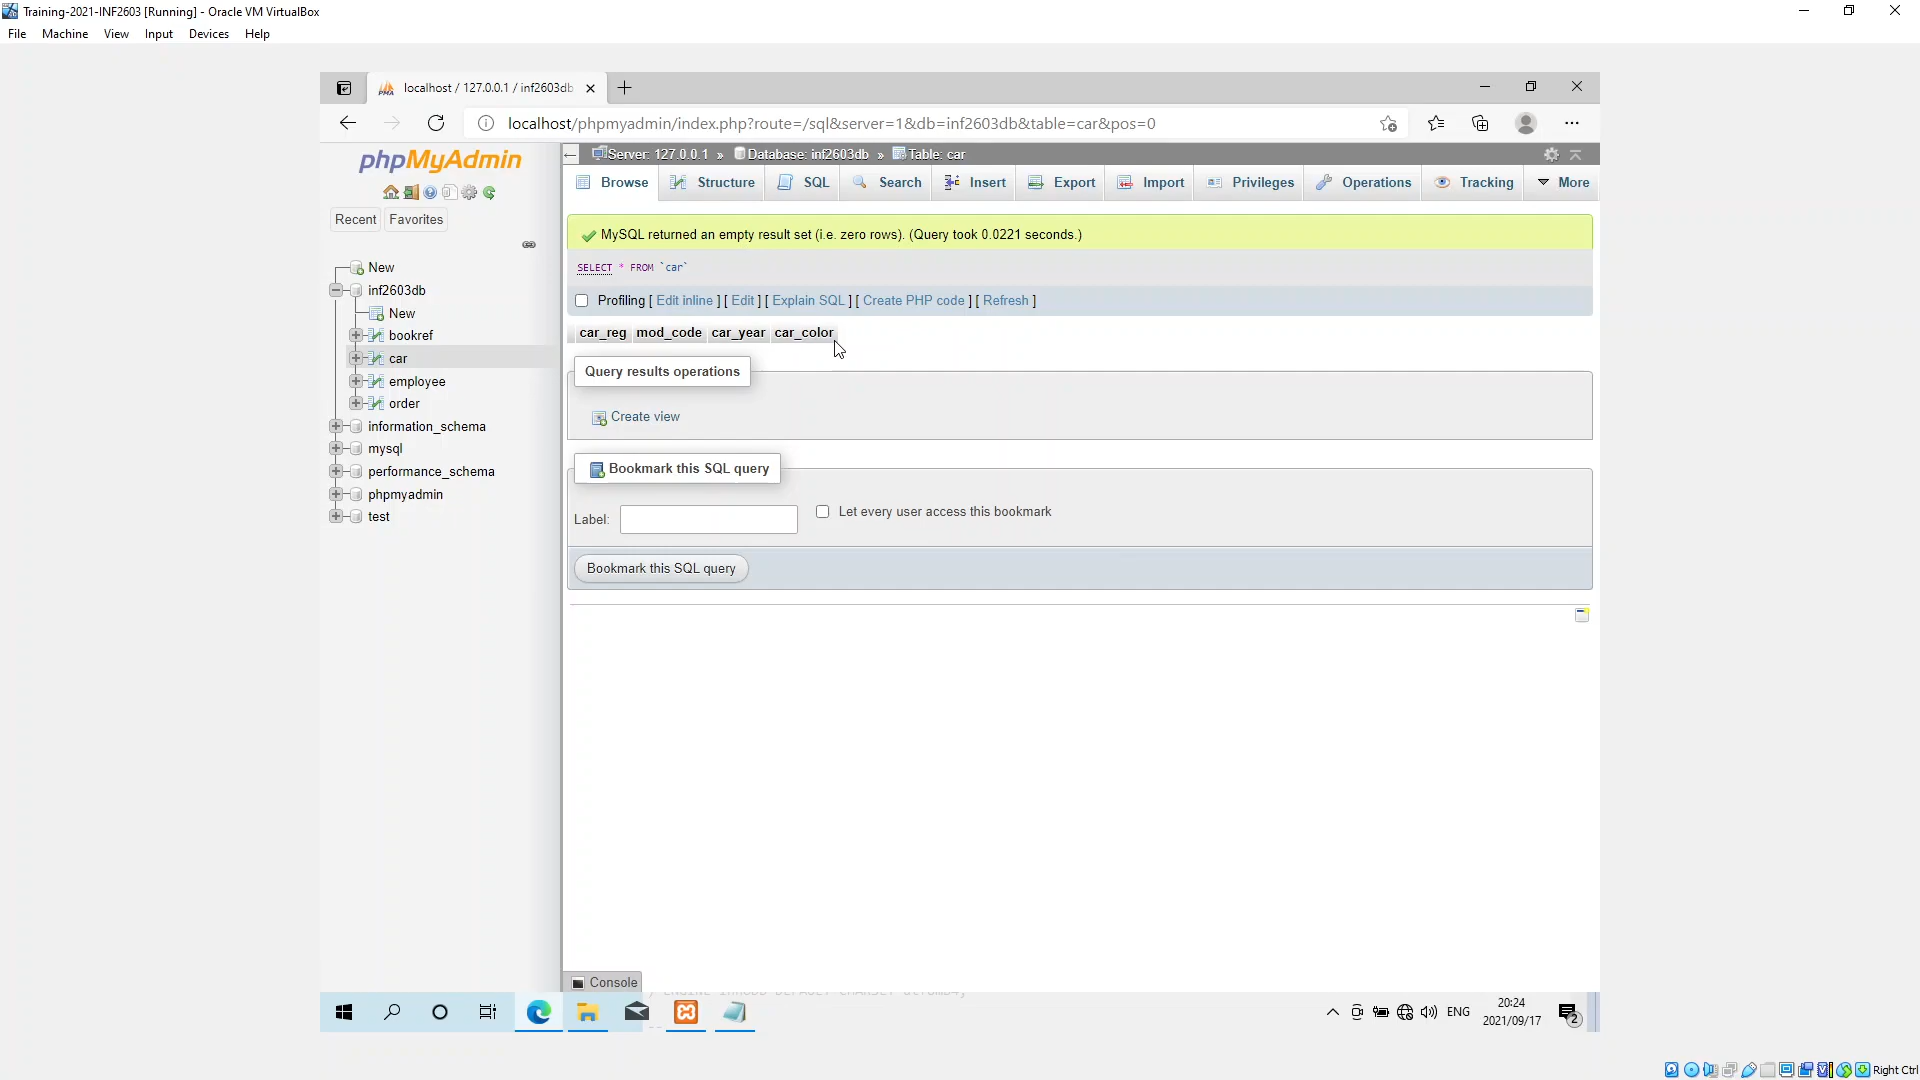 Training-2021-INF2603 [Running] - Oracle VM VirtualBox
File Machine View Input Devices Help
localhost / 127.0.0.1 / inf2603db
localhost/phpmyadmin/index.php?route=/sql&server=1&db=inf2603db&table=car&pos=0
phpMyAdmin
Recent Favorites
New
inf2603db
New
bookref
car
employee
order
information_schema
mysql
performance_schema
phpmyadmin
test
Server: 127.0.0.1 » Database: inf2603db » Table: car
Browse Structure SQL Search Insert Export Import Privileges Operations Tracking More
MySQL returned an empty result set (i.e. zero rows). (Query took 0.0221 seconds.)
SELECT * FROM `car`
Profiling [ Edit inline ] [ Edit ] [ Explain SQL ] [ Create PHP code ] [ Refresh ]
car_reg mod_code car_year car_color
Query results operations
Create view
Bookmark this SQL query
Label: Let every user access this bookmark
Bookmark this SQL query
Console
ENG
20:24
2021/09/17
2
Right Ctrl